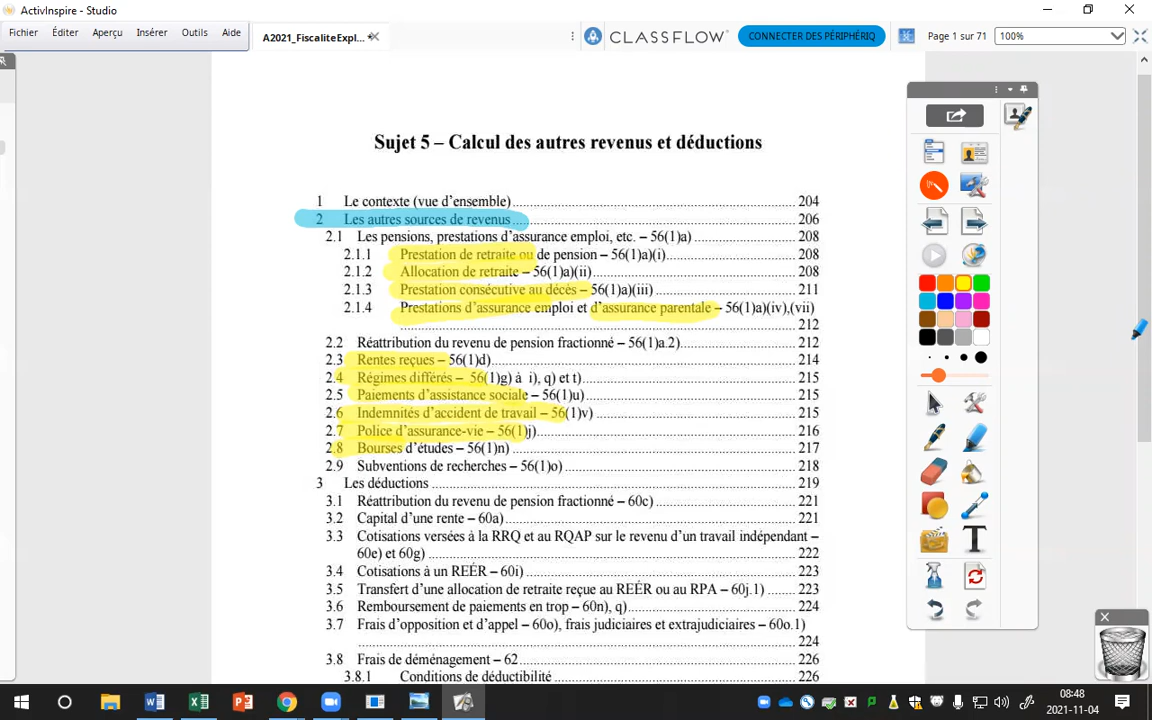 ActivInspire - Studio
Fichier Éditer Aperçu Insérer Outils Aide
A2021_FiscaliteExpl...
CLASSFLOW
CONNECTER DES PÉRIPHÉRIQ
Page 1 sur 71
100%
Sujet 5 – Calcul des autres revenus et déductions
1 Le contexte (vue d'ensemble) 204
2 Les autres sources de revenus 206
2.1 Les pensions, prestations d'assurance emploi, etc. – 56(1)a) 208
2.1.1 Prestation de retraite ou de pension – 56(1)a)(i) 208
2.1.2 Allocation de retraite – 56(1)a)(ii) 208
2.1.3 Prestation consécutive au décés – 56(1)a)(iii) 211
2.1.4 Prestations d'assurance emploi et d'assurance parentale – 56(1)a)(iv),(vii)
212
2.2 Réattribution du revenu de pension fractionné – 56(1)a.2) 212
2.3 Rentes reçues – 56(1)d) 214
2.4 Régimes différés – 56(1)g) à i), q) et t) 215
2.5 Paiements d'assistance sociale – 56(1)u) 215
2.6 Indemnités d'accident de travail – 56(1)v) 215
2.7 Police d'assurance-vie – 56(1)j) 216
2.8 Bourses d'études – 56(1)n) 217
2.9 Subventions de recherches – 56(1)o) 218
3 Les déductions 219
3.1 Réattribution du revenu de pension fractionné – 60c) 221
3.2 Capital d'une rente – 60a) 221
3.3 Cotisations versées à la RRQ et au RQAP sur le revenu d'un travail indépendant –
60e) et 60g) 222
3.4 Cotisations à un REÉR – 60i) 223
3.5 Transfert d'une allocation de retraite reçue au REÉR ou au RPA – 60j.1) 223
3.6 Remboursement de paiements en trop – 60n), q) 224
3.7 Frais d'opposition et d'appel – 60o), frais judiciaires et extrajudiciaires – 60o.1)
224
3.8 Frais de déménagement – 62 226
3.8.1 Conditions de déductibilité 226
08:48
2021-11-04